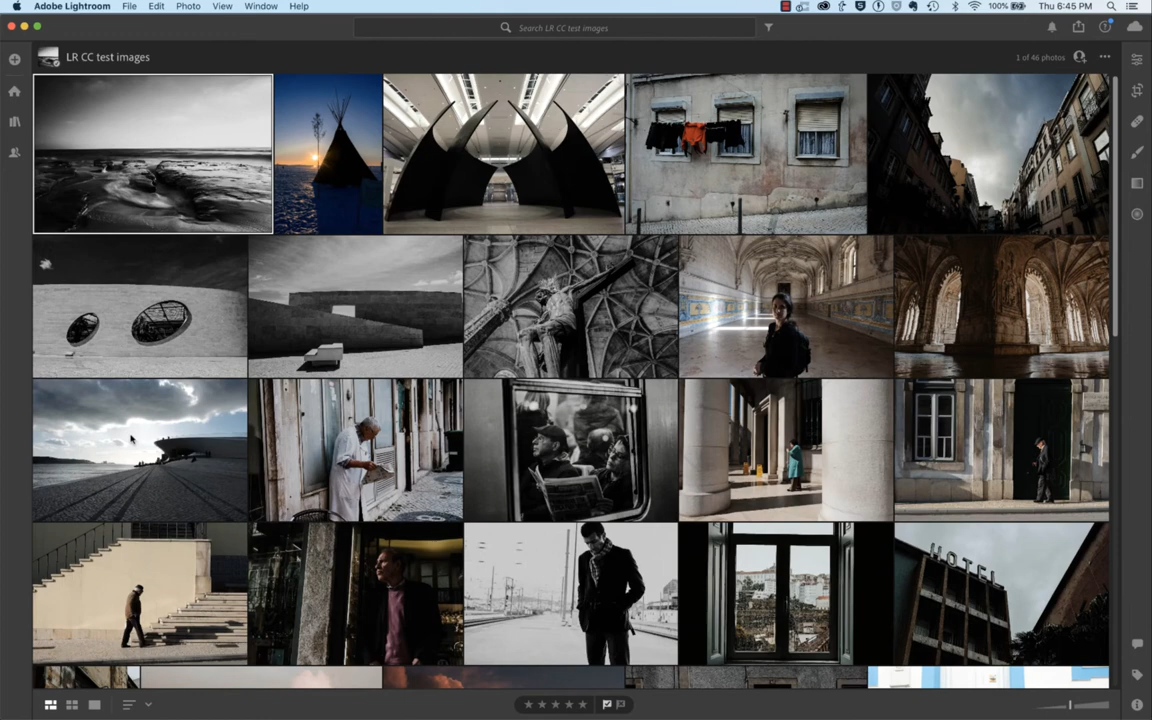 Adobe Lightroom File Edit Photo View Window Help
100% Thu 6:45 PM
Search LR CC test images
LR CC test images
1 of 46 photos
HOTEL